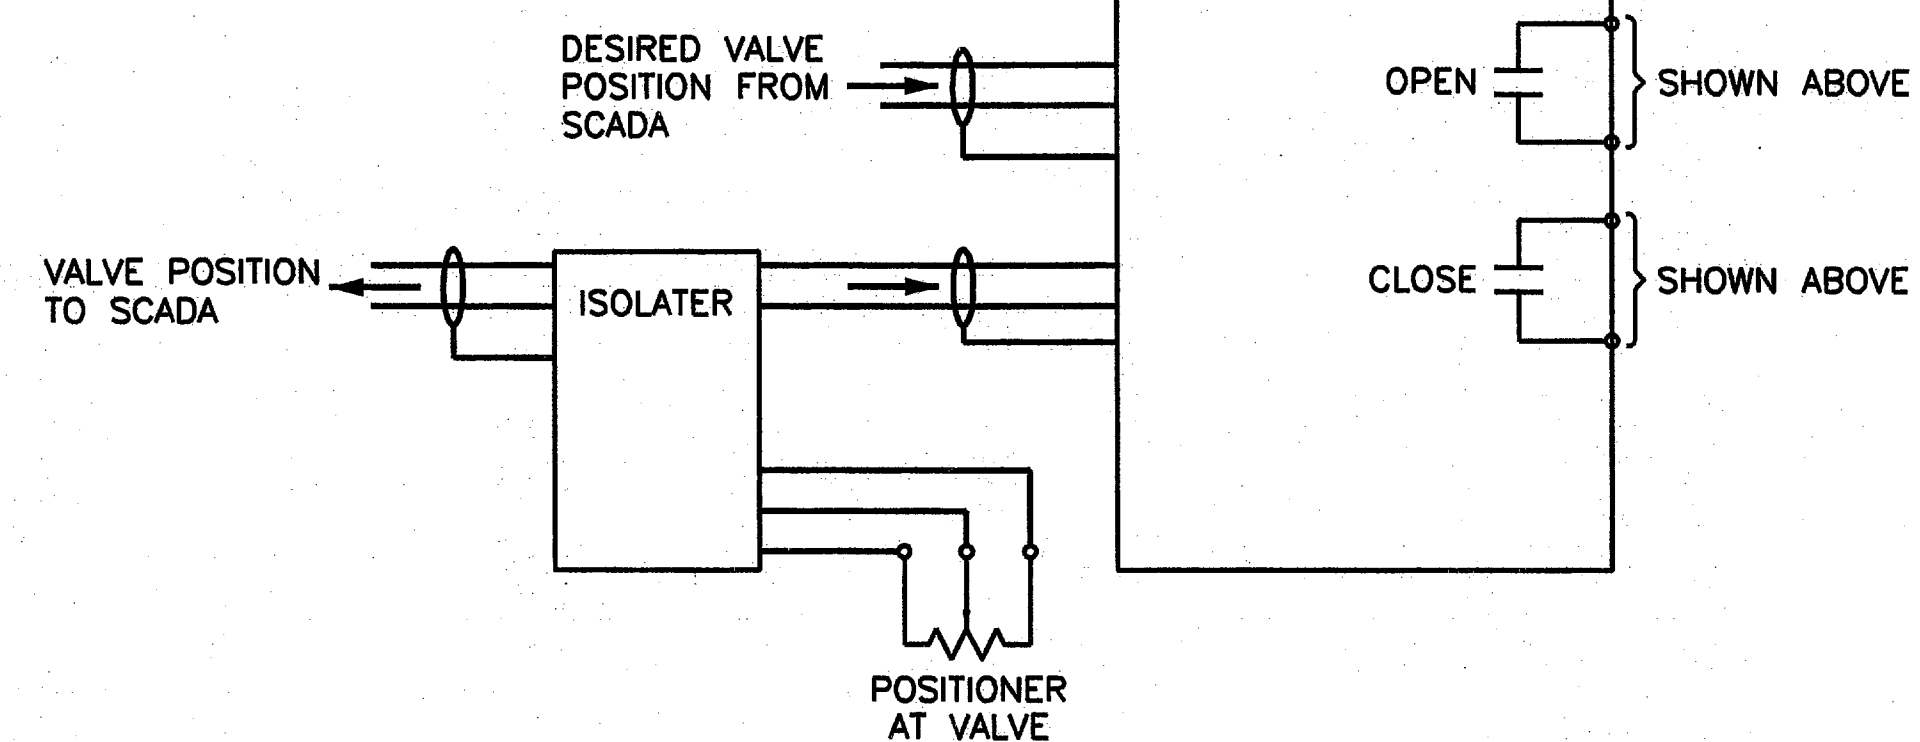 DESIRED VALVE
POSITION FROM
SCADA
OPEN
SHOWN ABOVE
VALVE POSITION
TO SCADA
ISOLATER
CLOSE
SHOWN ABOVE
POSITIONER
AT VALVE